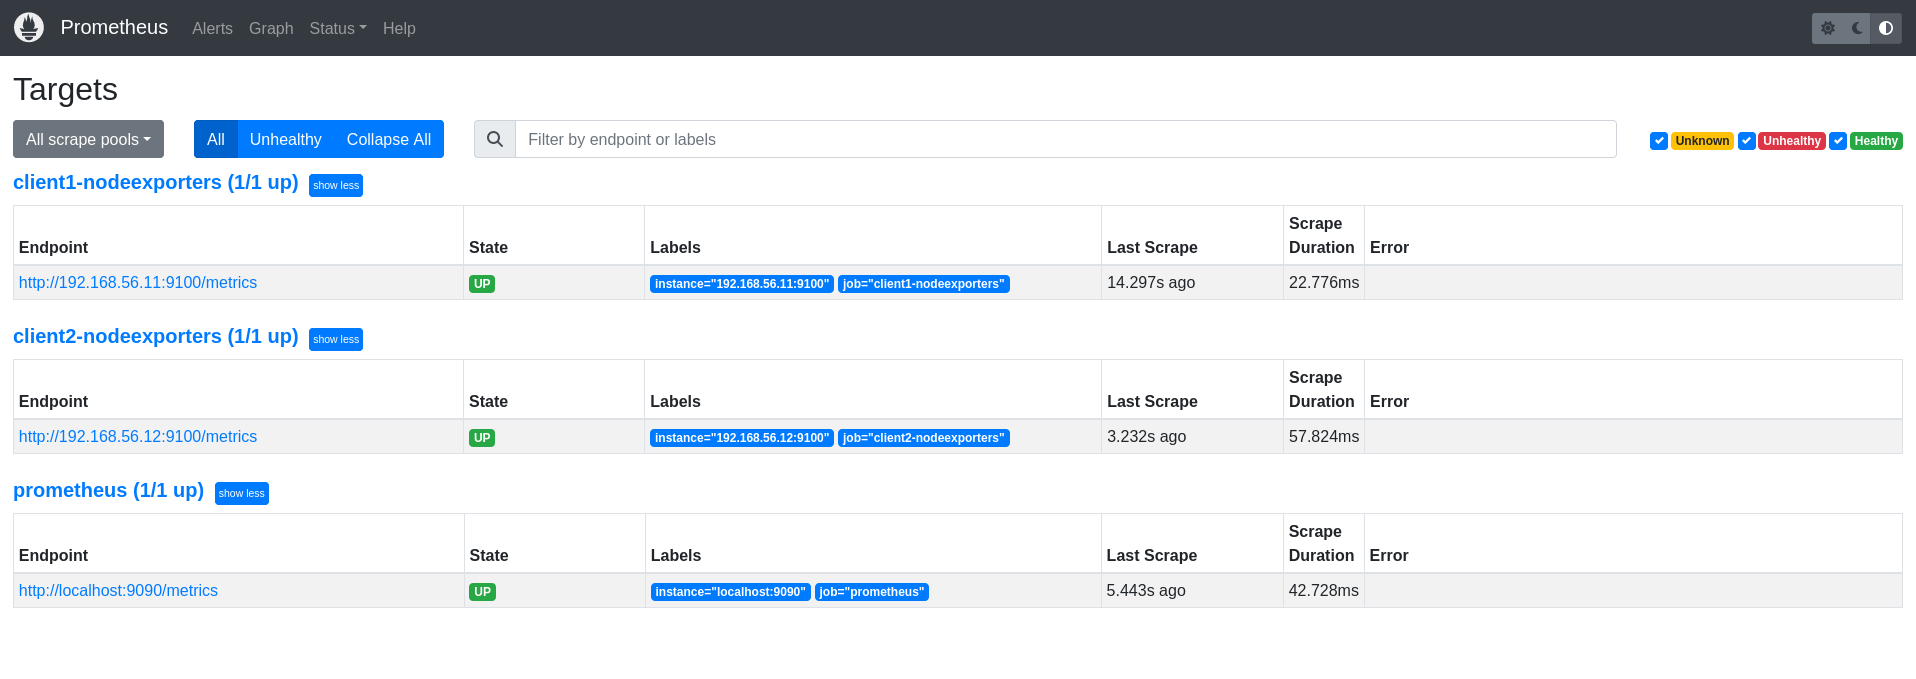 Prometheus Alerts Graph Status Help
Targets
All scrape pools All Unhealthy Collapse All Filter by endpoint or labels Unknown Unhealthy Healthy
client1-nodeexporters (1/1 up) show less
Endpoint State Labels Last Scrape Scrape Duration Error
http://192.168.56.11:9100/metrics UP instance="192.168.56.11:9100" job="client1-nodeexporters" 14.297s ago 22.776ms
client2-nodeexporters (1/1 up) show less
Endpoint State Labels Last Scrape Scrape Duration Error
http://192.168.56.12:9100/metrics UP instance="192.168.56.12:9100" job="client2-nodeexporters" 3.232s ago 57.824ms
prometheus (1/1 up) show less
Endpoint State Labels Last Scrape Scrape Duration Error
http://localhost:9090/metrics UP instance="localhost:9090" job="prometheus" 5.443s ago 42.728ms